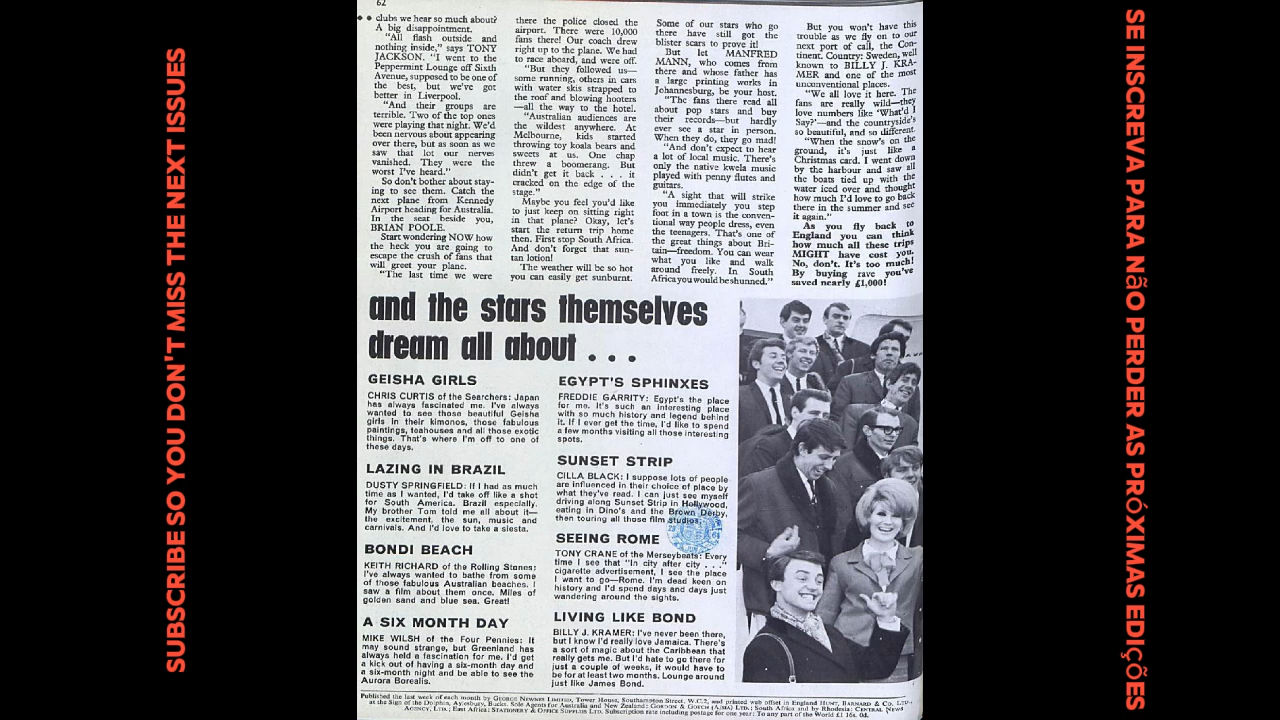 SUBSCRIBE SO YOU DON'T MISS THE NEXT ISSUES
62
clubs we hear so much about?
A big disappointment.
"All flash outside and
nothing inside," says TONY
JACKSON. "I went to the
Peppermint Lounge off Sixth
Avenue, supposed to be one of
the best, but we've got
better in Liverpool.
"And their groups are
terrible. Two of the top ones
were playing that night. We'd
been nervous about appearing
over there, but as soon as we
saw that lot our nerves
vanished. They were the
worst I've heard."
So don't bother about stay-
ing to see them. Catch the
next plane from Kennedy
Airport heading for Australia.
In the seat beside you,
BRIAN POOLE.
Start wondering NOW how
the heck you are going to
escape the crush of fans that
will greet your plane.
"The last time we were
there the police closed the
airport. There were 10,000
fans there! Our coach drew
right up to the plane. We had
to race aboard, and were off.
"But they followed us—
some running, others in cars
with water skis strapped to
the roof and blowing hooters
—all the way to the hotel.
"Australian audiences are
the wildest anywhere. At
Melbourne, kids started
throwing toy koala bears and
sweets at us. One chap
threw a boomerang. But
didn't get it back . . . it
cracked on the edge of the
stage."
Maybe you feel you'd like
to just keep on sitting right
in that plane? Okay, let's
start the return trip home
then. First stop South Africa.
And don't forget that sun-
tan lotion!
The weather will be so hot
you can easily get sunburnt.
Some of our stars who go
there have still got the
blister scars to prove it!
But let MANFRED
MANN, who comes from
there and whose father has
a large printing works in
Johannesburg, be your host.
"The fans there read all
about pop stars and buy
their records—but hardly
ever see a star in person.
When they do, they go mad!
"And don't expect to hear
a lot of local music. There's
only the native kwela music
played with penny flutes and
guitars.
"A sight that will strike
you immediately you step
foot in a town is the conven-
tional way people dress, even
the teenagers. That's one of
the great things about Bri-
tain—freedom. You can wear
what you like and walk
around freely. In South
Africa you would be shunned."
But you won't have this
trouble as we fly on to our
next port of call, the Con-
tinent. Country: Sweden, well
known to BILLY J. KRA-
MER and one of the most
unconventional places.
"We all love it here. The
fans are really wild—they
love numbers like 'What'd I
Say?'—and the countryside's
so beautiful, and so different.
"When the snow's on the
ground, it's just like a
Christmas card. I went down
by the harbour and saw all
the boats tied up with the
water iced over and thought
how much I'd love to go back
there in the summer and see
it again."
As you fly back to
England you can think
how much all these trips
MIGHT have cost you.
No, don't. It's too much!
By buying rave you've
saved nearly £1,000!
and the stars themselves
dream all about . . .
GEISHA GIRLS
CHRIS CURTIS of the Searchers: Japan
has always fascinated me. I've always
wanted to see those beautiful Geisha
girls in their kimonos, those fabulous
paintings, teahouses and all those exotic
things. That's where I'm off to one of
these days.
LAZING IN BRAZIL
DUSTY SPRINGFIELD: If I had as much
time as I wanted, I'd take off like a shot
for South America. Brazil especially.
My brother Tom told me all about it—
the excitement, the sun, music and
carnivals. And I'd love to take a siesta.
BONDI BEACH
KEITH RICHARD of the Rolling Stones:
I've always wanted to bathe from some
of those fabulous Australian beaches. I
saw a film about them once. Miles of
golden sand and blue sea. Great!
A SIX MONTH DAY
MIKE WILSH of the Four Pennies: It
may sound strange, but Greenland has
always held a fascination for me. I'd get
a kick out of having a six-month day and
a six-month night and be able to see the
Aurora Borealis.
EGYPT'S SPHINXES
FREDDIE GARRITY: Egypt's the place
for me. It's such an interesting place
with so much history and legend behind
it. If I ever get the time, I'd like to spend
a few months visiting all those interesting
spots.
SUNSET STRIP
CILLA BLACK: I suppose lots of people
are influenced in their choice of place by
what they've read. I can just see myself
driving along Sunset Strip in Hollywood,
eating in Dino's and the Brown Derby,
then touring all those film studios.
SEEING ROME
TONY CRANE of the Merseybeats: Every
time I see that "In city after city . . ."
cigarette advertisement, I see the place
I want to go—Rome. I'm dead keen on
history and I'd spend days and days just
wandering around the sights.
LIVING LIKE BOND
BILLY J. KRAMER: I've never been there,
but I know I'd really love Jamaica. There's
a sort of magic about the Caribbean that
really gets me. But I'd hate to go there for
just a couple of weeks, it would have to
be for at least two months. Lounge around
just like James Bond.
Published the last week of each month by GEORGE NEWNES LIMITED, Tower House, Southampton Street, W.C.2, and printed web offset in England HUNT, BARNARD & CO. LTD.,
at the Sign of the Dolphin, Aylesbury, Bucks. Sole Agents for Australia and New Zealand: GORDON & GOTCH (A/SIA) LTD.; South Africa and by Rhodesia: CENTRAL NEWS
AGENCY, LTD.; East Africa: STATIONERY & OFFICE SUPPLIES LTD. Subscription rate including postage for one year: To any part of the World £1 16s. 0d.
SE INSCREVA PARA NãO PERDER AS PRÓXIMAS EDIÇÕES